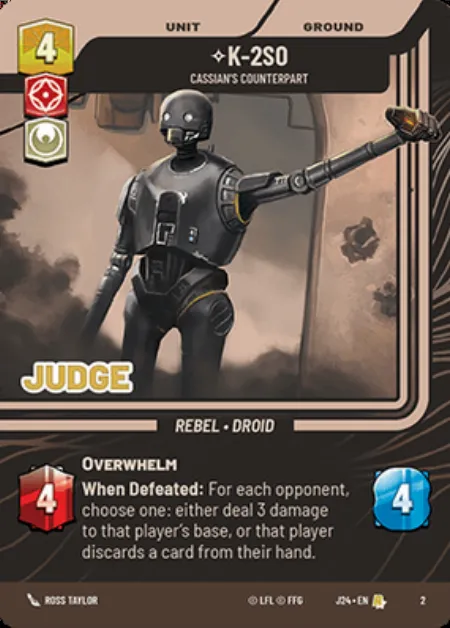 UNIT
GROUND
4
✧K-2SO
CASSIAN'S COUNTERPART
JUDGE
REBEL • DROID
4
OVERWHELM
When Defeated: For each opponent,
choose one: either deal 3 damage
to that player's base, or that player
discards a card from their hand.
4
ROSS TAYLOR
© LFL © FFG
J24 • EN
2